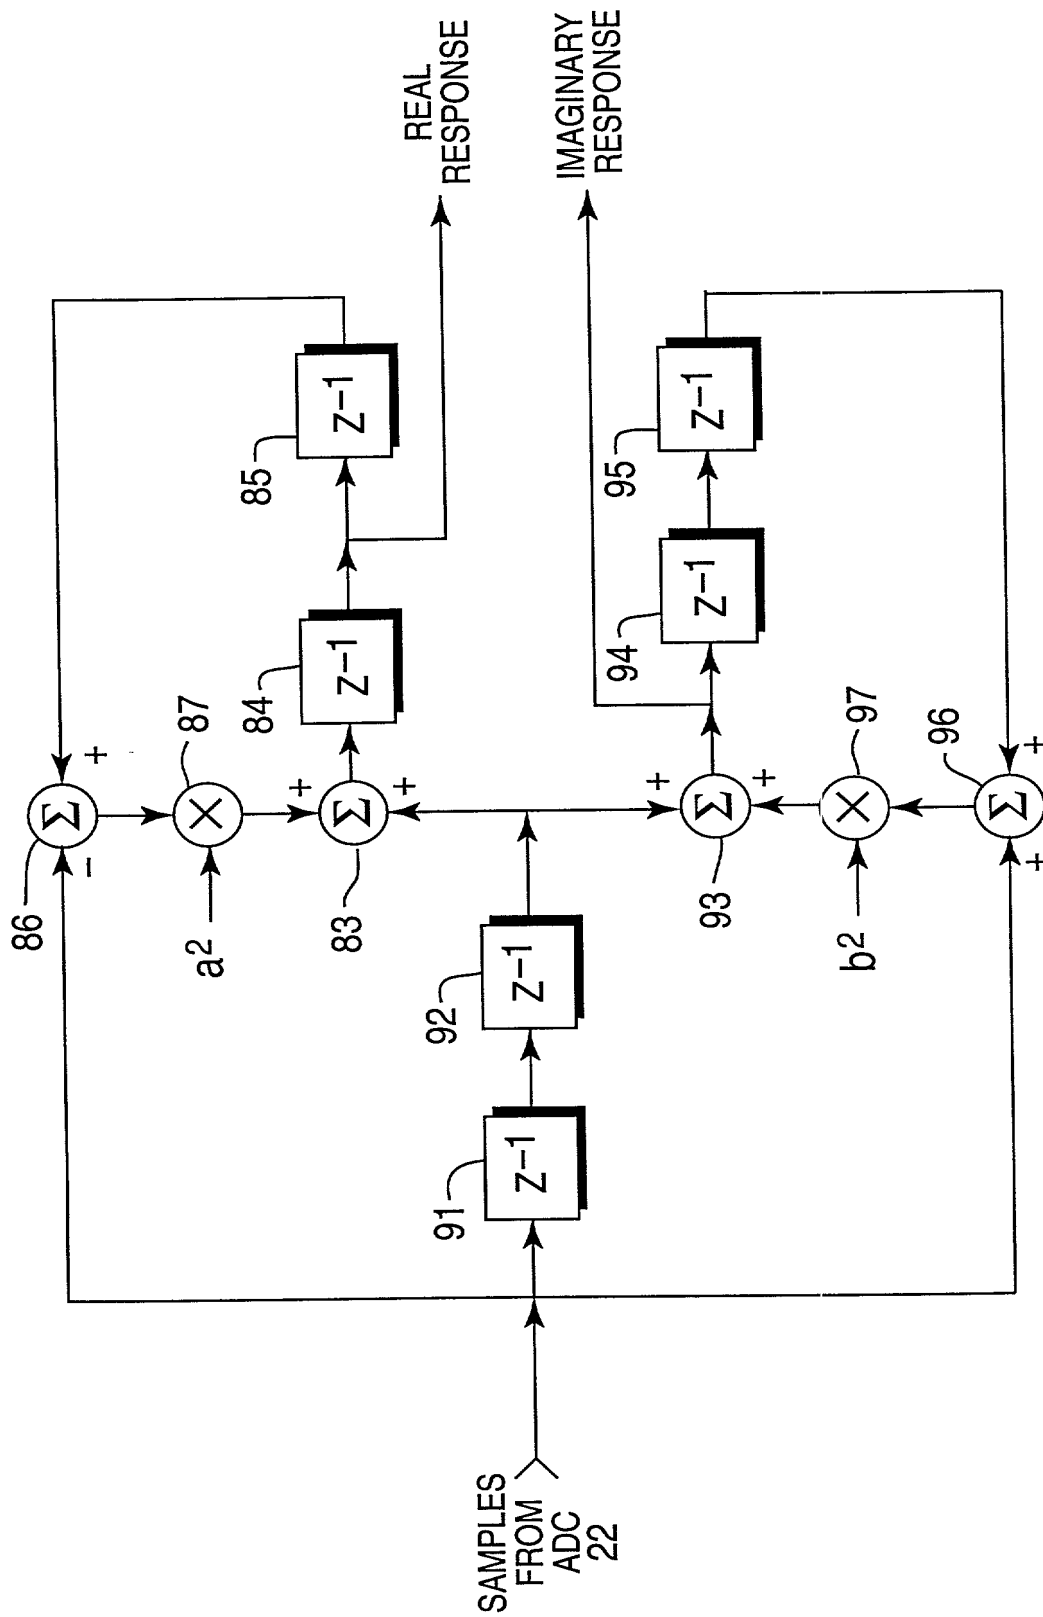 SAMPLES
FROM
ADC
22
91
Z⁻¹
92
Z⁻¹
86
Σ
+
−
87
×
a²
83
Σ
+
+
84
Z⁻¹
85
Z⁻¹
REAL
RESPONSE
93
Σ
+
+
94
Z⁻¹
95
Z⁻¹
IMAGINARY
RESPONSE
97
×
b²
96
Σ
+
+